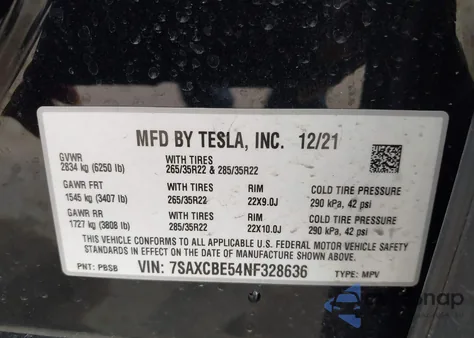 MFD BY TESLA, INC. 12/21
GVWR WITH TIRES
2834 kg (6250 lb) 265/35R22 & 285/35R22
GAWR FRT WITH TIRES RIM COLD TIRE PRESSURE
1545 kg (3407 lb) 265/35R22 22X9.0J 290 kPa, 42 psi
GAWR RR WITH TIRES RIM COLD TIRE PRESSURE
1727 kg (3808 lb) 285/35R22 22X10.0J 290 kPa, 42 psi
THIS VEHICLE CONFORMS TO ALL APPLICABLE U.S. FEDERAL MOTOR VEHICLE SAFETY
STANDARDS IN EFFECT ON THE DATE OF MANUFACTURE SHOWN ABOVE.
PNT: PBSB VIN: 7SAXCBE54NF328636 TYPE: MPV